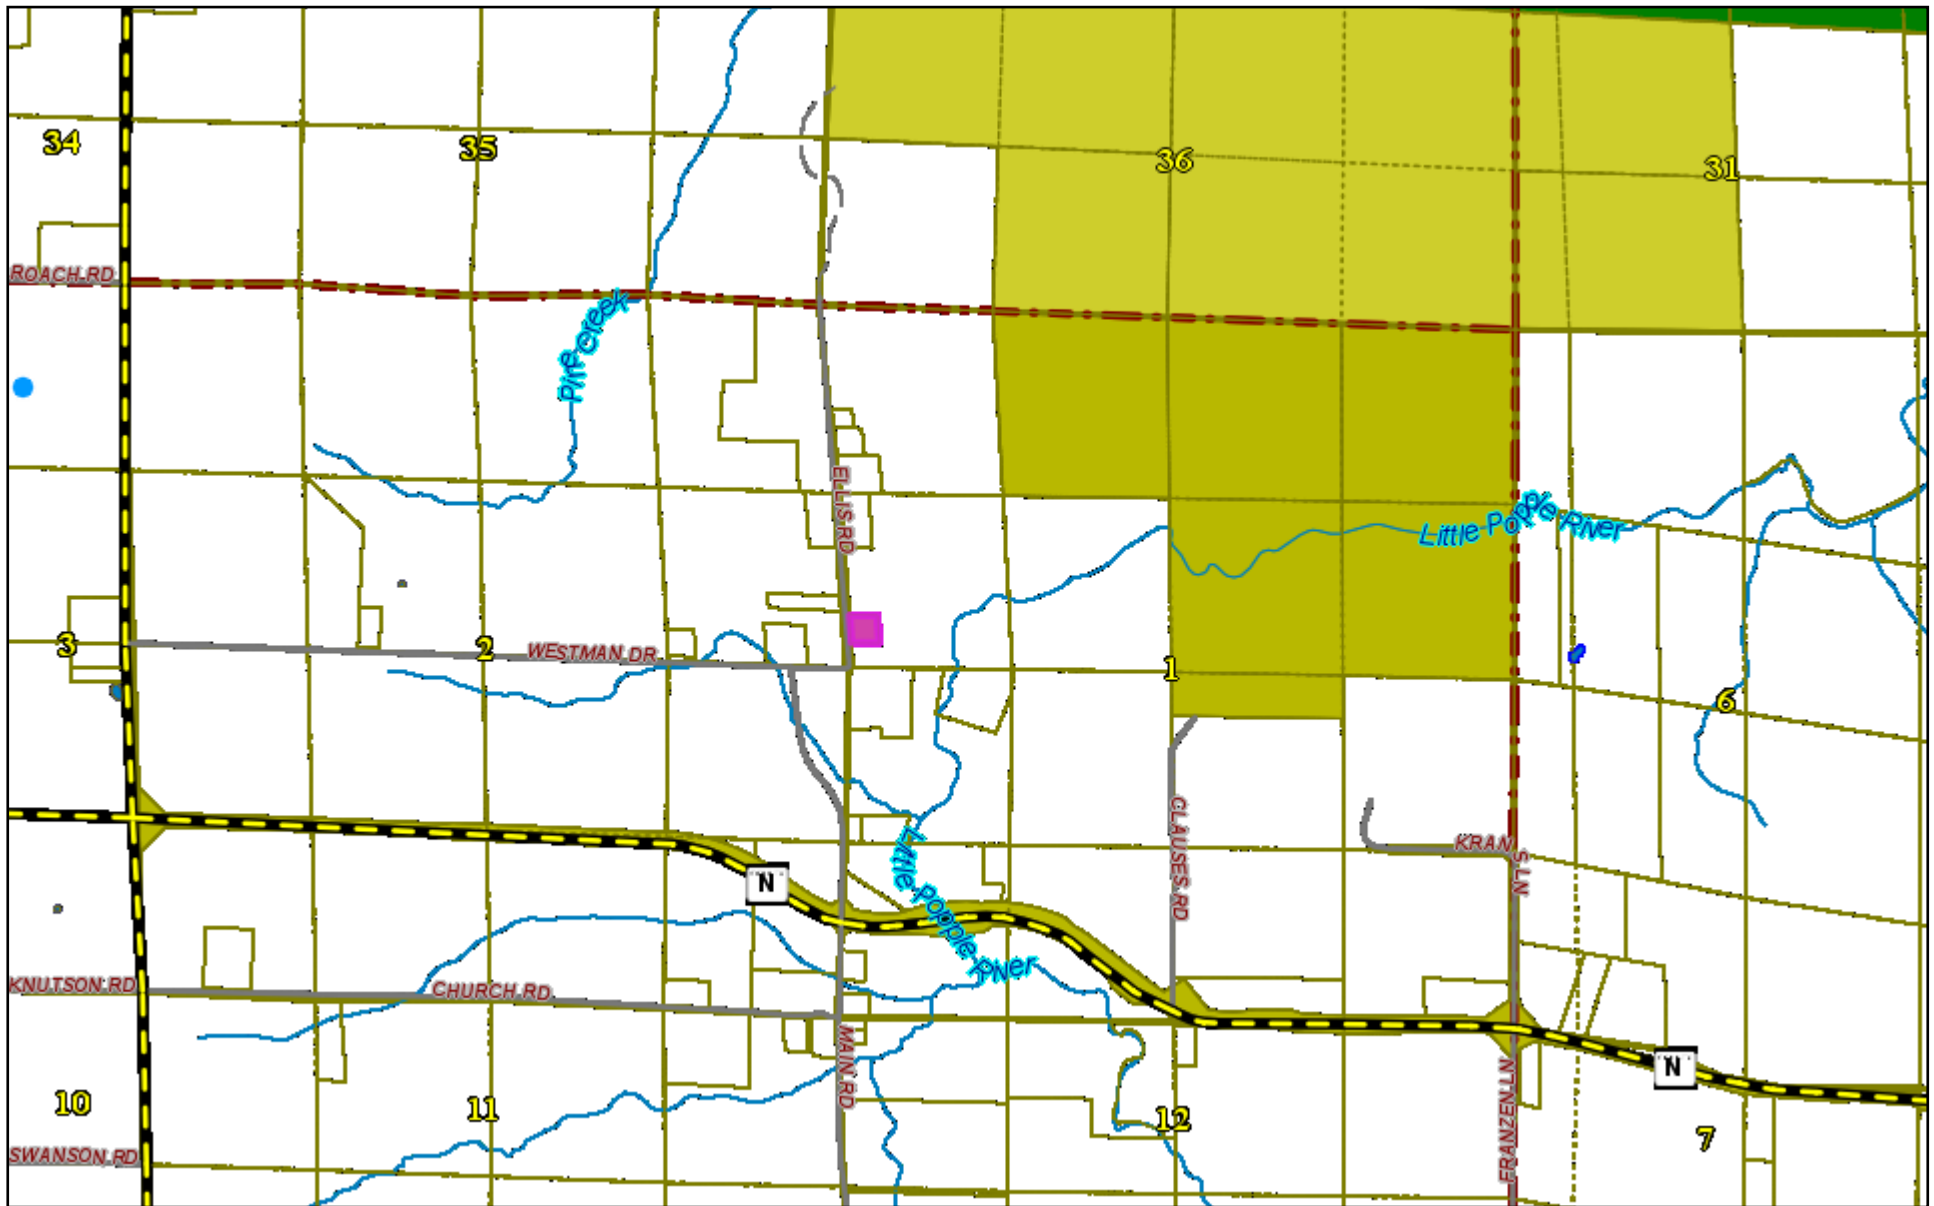 34
35
36
31
ROACH RD
Pine Creek
ELLIS RD
Little Popple River
3
2
WESTMAN DR
1
6
CLAUSES RD
KRAN
S LN
N
Little Popple River
KNUTSON RD
CHURCH RD
MAIN RD
N
FRANZEN LN
10
11
12
7
SWANSON RD